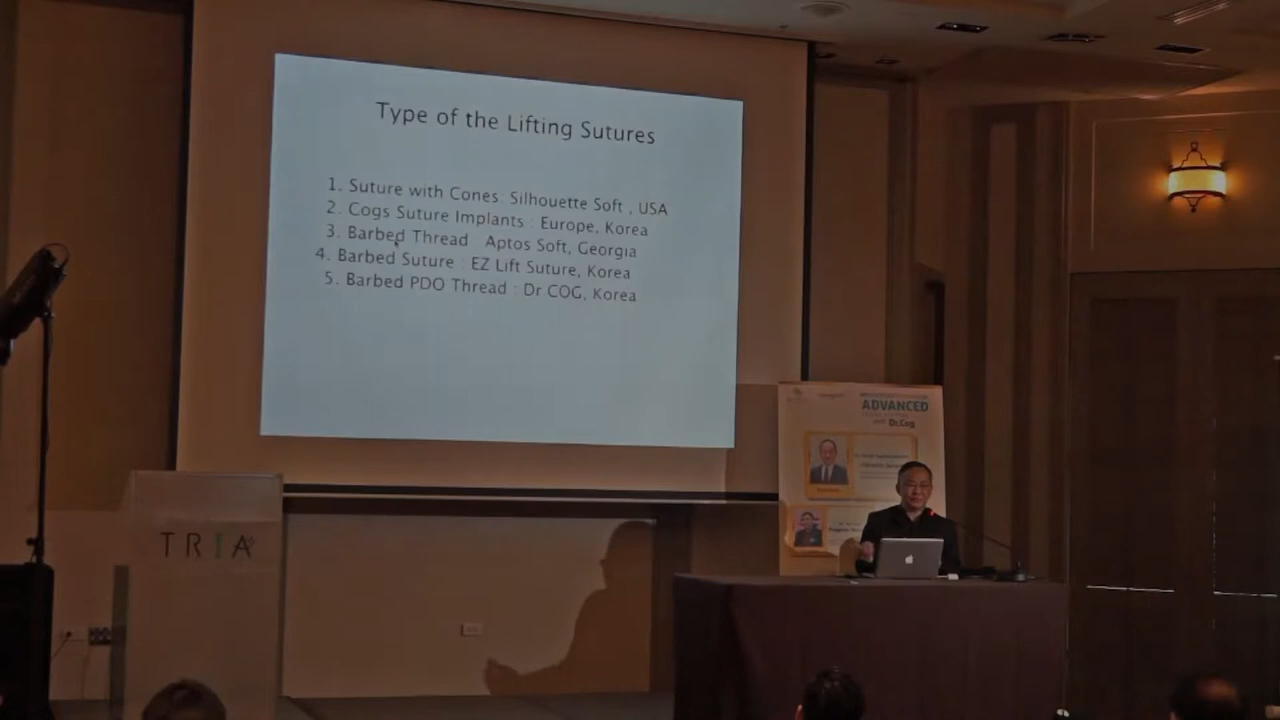 Type of the Lifting Sutures
1. Suture with Cones: Silhouette Soft , USA
2. Cogs Suture Implants : Europe, Korea
3. Barbed Thread : Aptos Soft, Georgia
4. Barbed Suture : EZ Lift Suture, Korea
5. Barbed PDO Thread : Dr COG, Korea
ADVANCED
Dr.Cog
TRIA